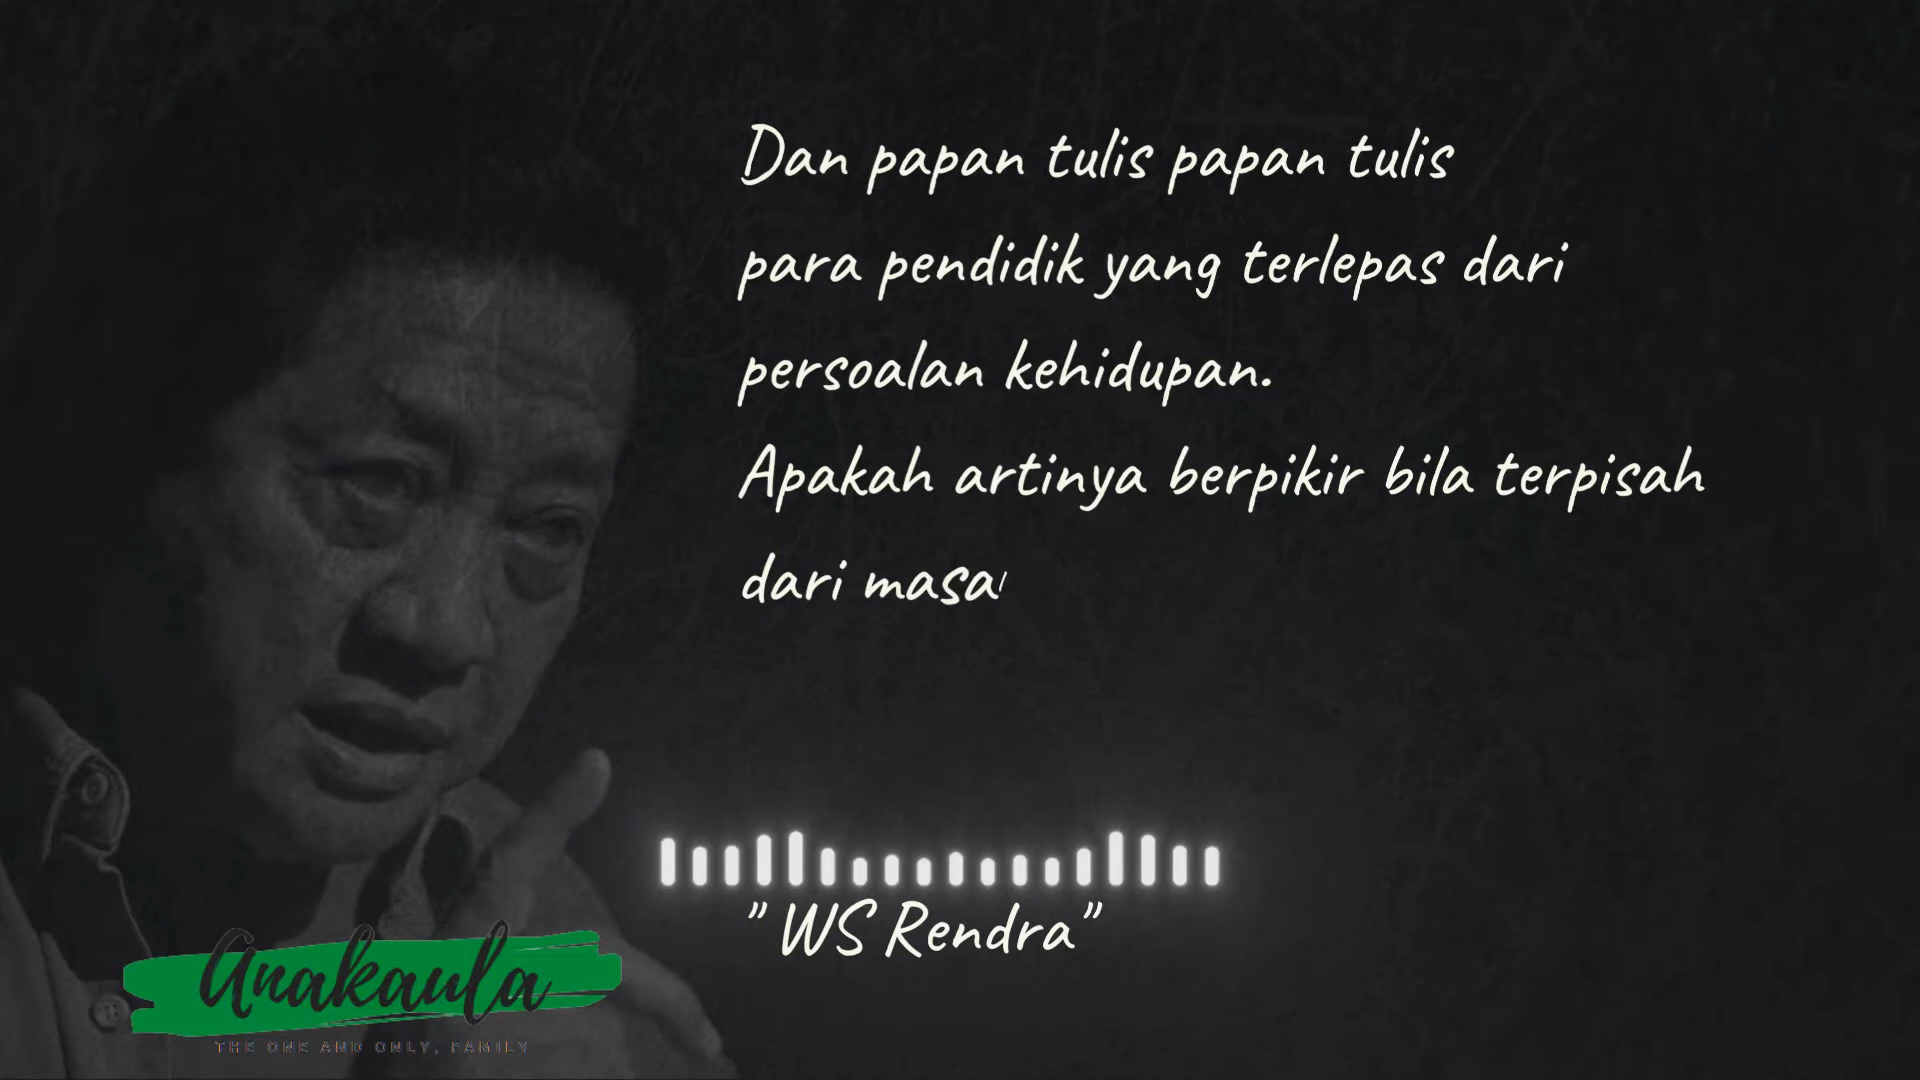 Dan papan tulis papan tulis
para pendidik yang terlepas dari
persoalan kehidupan.
Apakah artinya berpikir bila terpisah
dari masa
" WS Rendra"
Anakaula
THE ONE AND ONLY, FAMILY